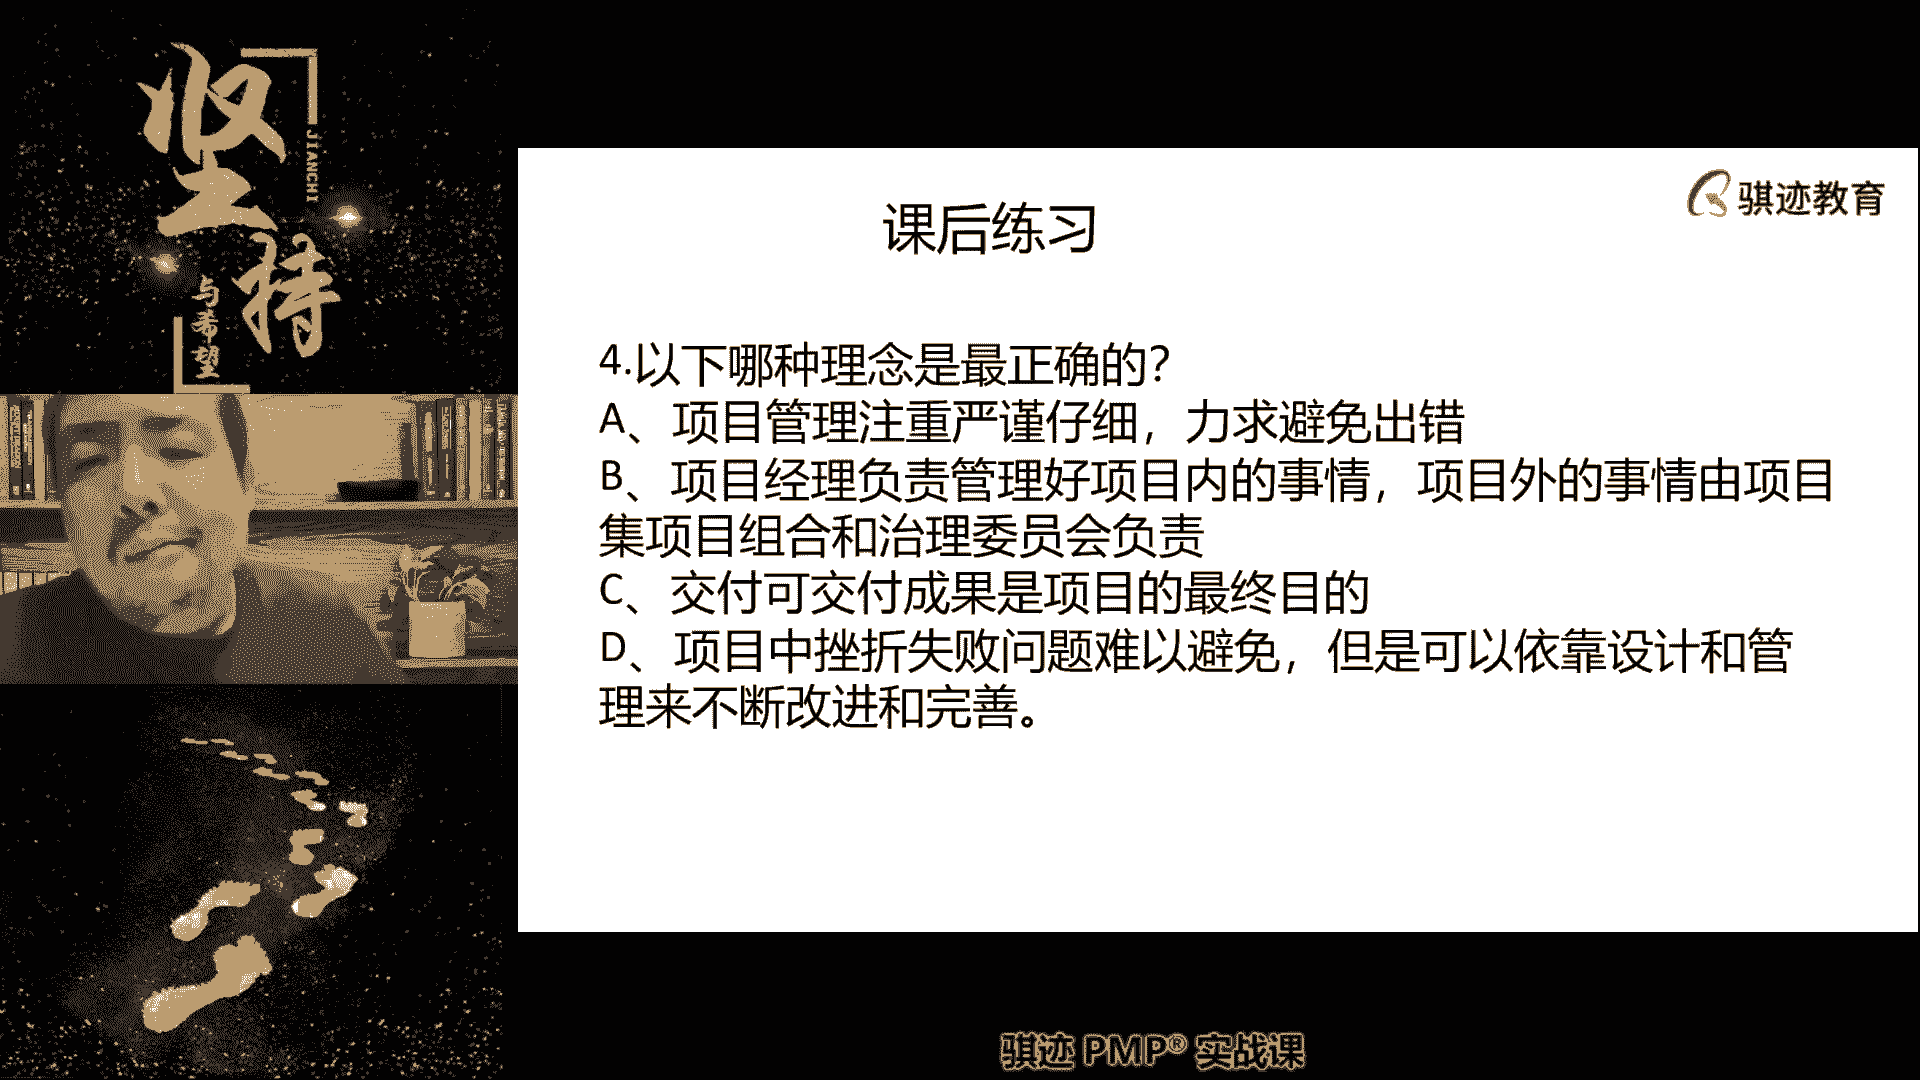 坚持
JIANCHI
与希望
骐迹教育
课后练习
4.以下哪种理念是最正确的?
A、项目管理注重严谨仔细，力求避免出错
B、项目经理负责管理好项目内的事情，项目外的事情由项目
集项目组合和治理委员会负责
C、交付可交付成果是项目的最终目的
D、项目中挫折失败问题难以避免，但是可以依靠设计和管
理来不断改进和完善。
骐迹 PMP® 实战课